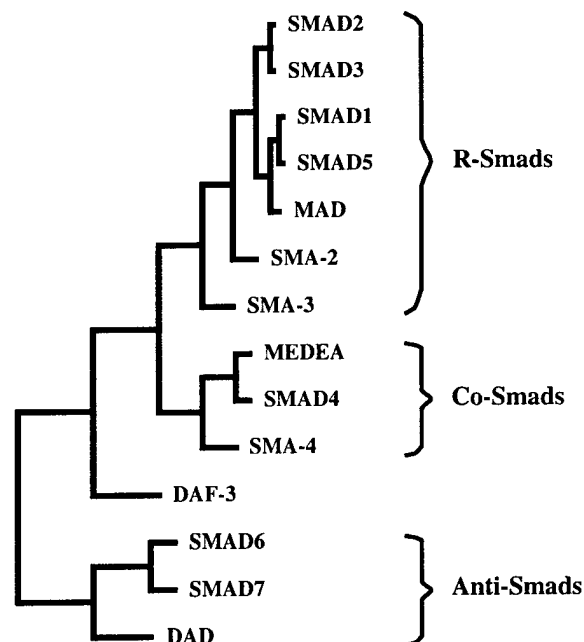 SMAD2
SMAD3
SMAD1
SMAD5
R-Smads
MAD
SMA-2
SMA-3
MEDEA
SMAD4
Co-Smads
SMA-4
DAF-3
SMAD6
SMAD7
Anti-Smads
DAD